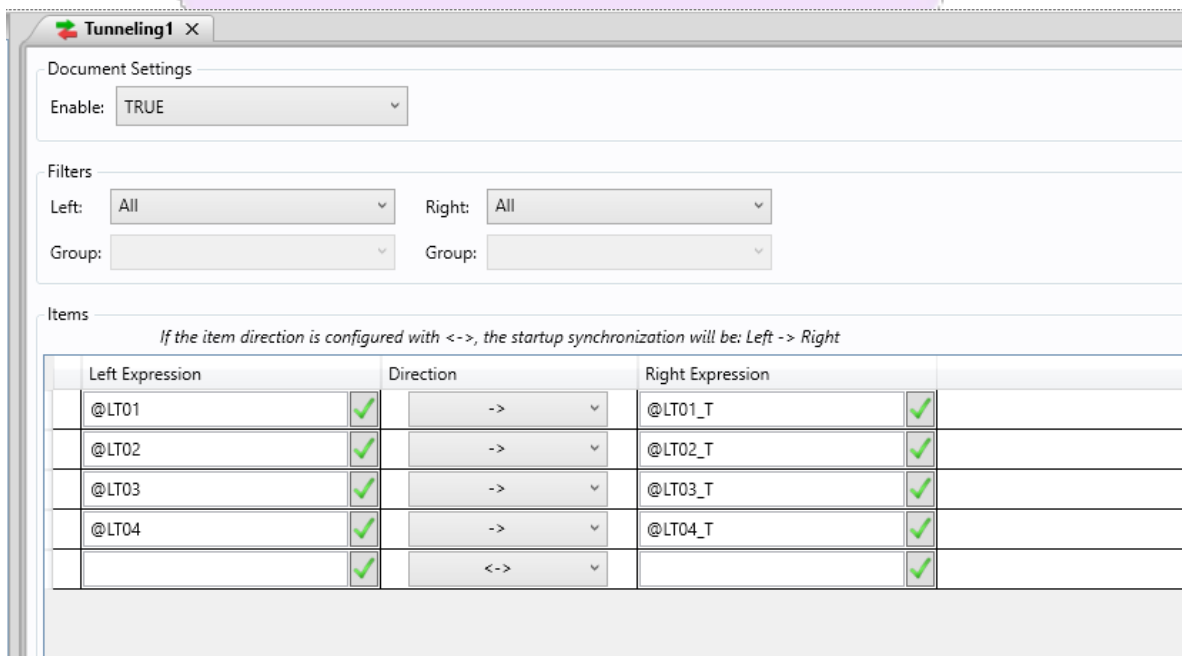 Tunneling1 X
Document Settings
Enable: TRUE
Filters
Left: All Right: All
Group: Group:
Items
If the item direction is configured with <->, the startup synchronization will be: Left -> Right
Left Expression Direction Right Expression
@LT01 -> @LT01_T
@LT02 -> @LT02_T
@LT03 -> @LT03_T
@LT04 -> @LT04_T
<->